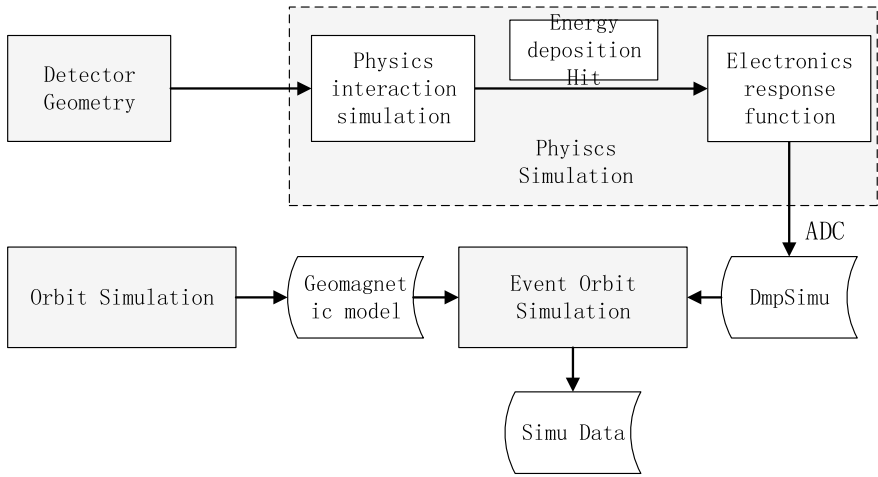 Detector
Geometry
Physics
interaction
simulation
Energy
deposition
Hit
Electronics
response
function
Phyiscs
Simulation
ADC
Orbit Simulation
Geomagnet
ic model
Event Orbit
Simulation
DmpSimu
Simu Data